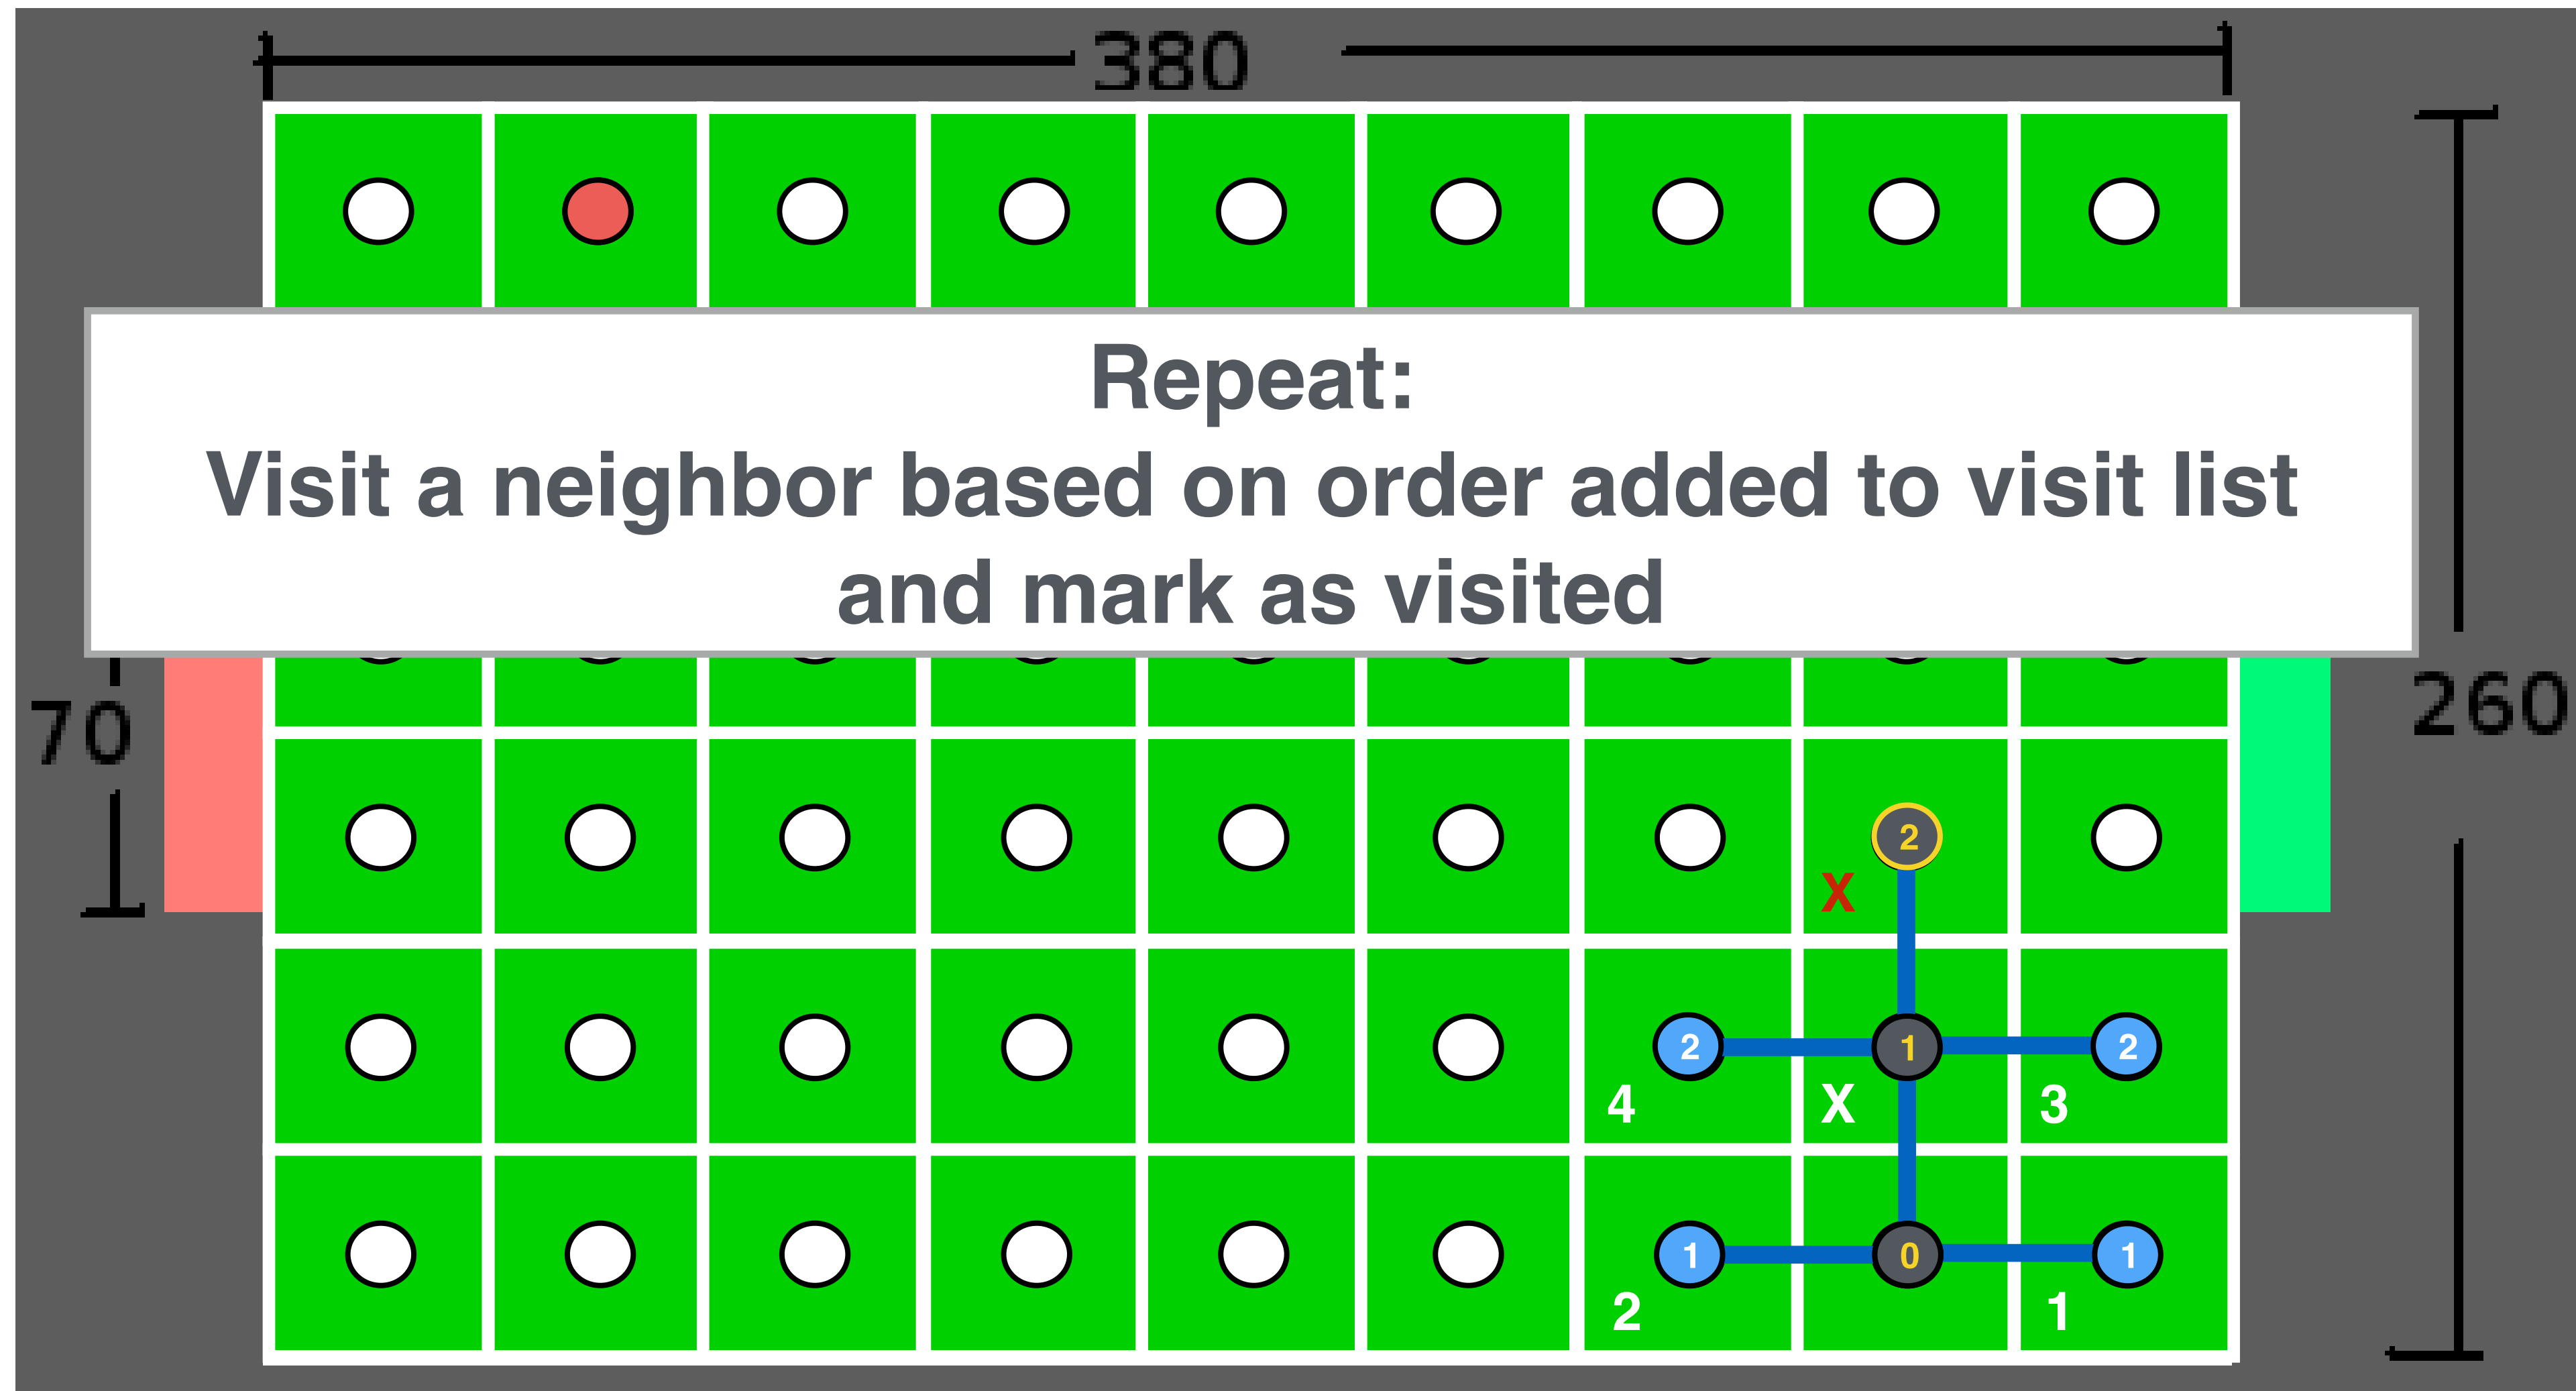 380
Repeat:
Visit a neighbor based on order added to visit list
and mark as visited
70
260
2
X
2 1 2
4 X 3
1 0 1
2 1